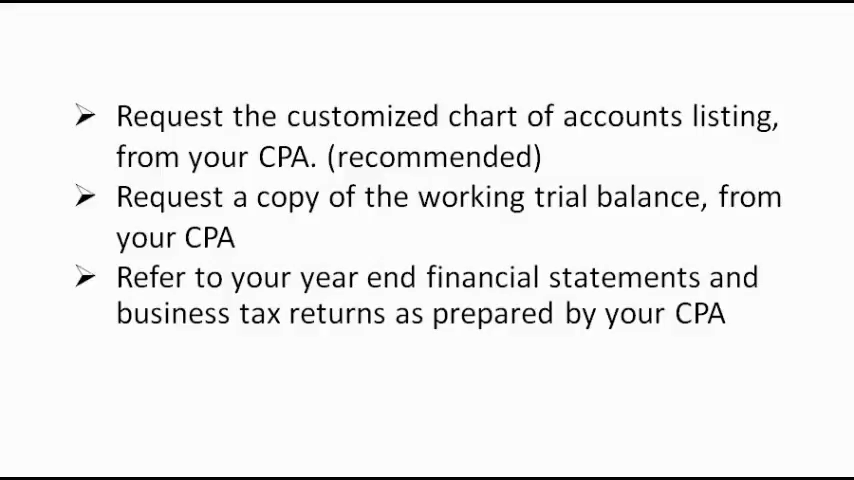 ➢ Request the customized chart of accounts listing,
from your CPA. (recommended)
➢ Request a copy of the working trial balance, from
your CPA
➢ Refer to your year end financial statements and
business tax returns as prepared by your CPA